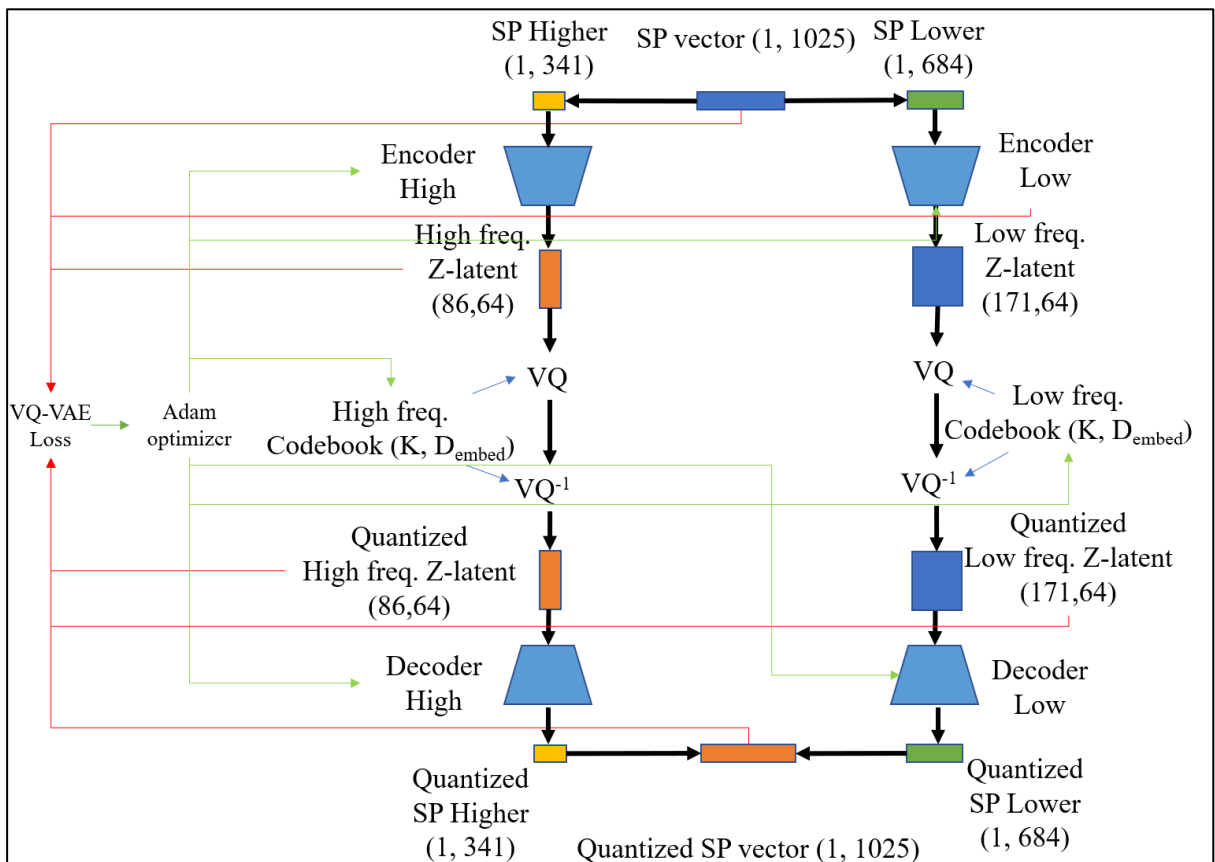 SP Higher
(1, 341)
SP vector (1, 1025)
SP Lower
(1, 684)
Encoder
High
Encoder
Low
High freq.
Z-latent
(86,64)
Low freq.
Z-latent
(171,64)
VQ
VQ
VQ-VAE
Loss
Adam
optimizer
High freq.
Codebook (K, D_embed)
Low freq.
Codebook (K, D_embed)
VQ⁻¹
VQ⁻¹
Quantized
High freq. Z-latent
(86,64)
Quantized
Low freq. Z-latent
(171,64)
Decoder
High
Decoder
Low
Quantized
SP Higher
(1, 341)
Quantized SP vector (1, 1025)
Quantized
SP Lower
(1, 684)